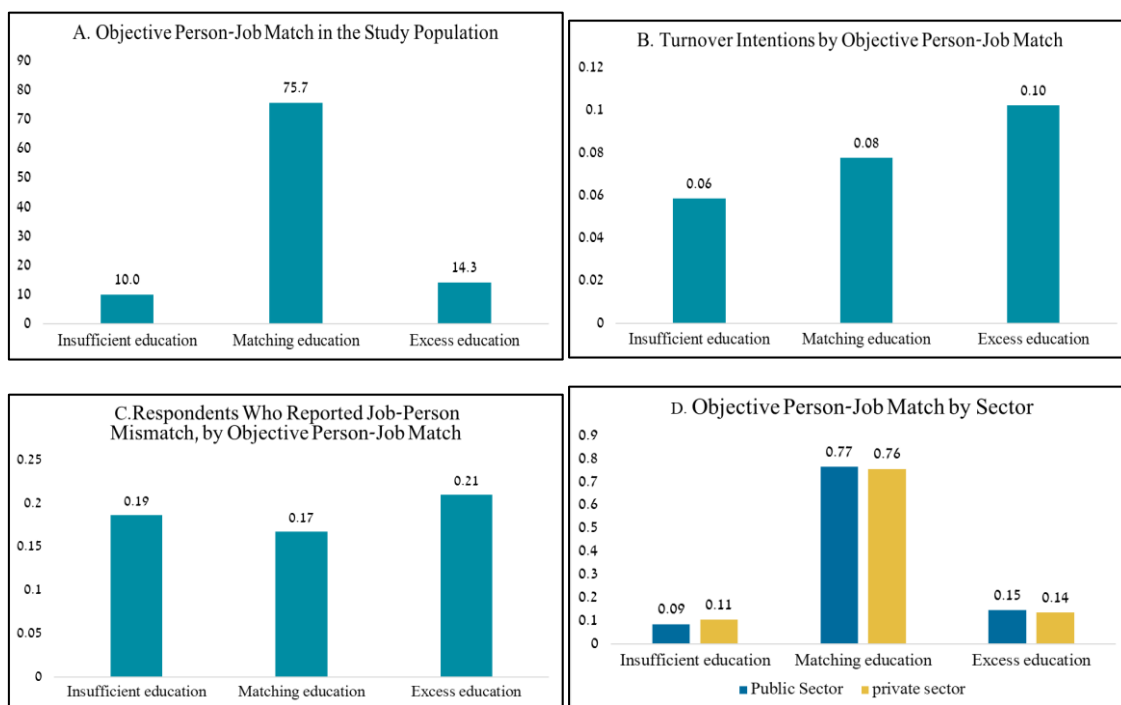 A. Objective Person-Job Match in the Study Population
90
80
70
60
50
40
30
20
10
0
10.0
75.7
14.3
Insufficient education
Matching education
Excess education
B. Turnover Intentions by Objective Person-Job Match
0.12
0.1
0.08
0.06
0.04
0.02
0
0.06
0.08
0.10
Insufficient education
Matching education
Excess education
C.Respondents Who Reported Job-Person
Mismatch, by Objective Person-Job Match
0.25
0.2
0.15
0.1
0.05
0
0.19
0.17
0.21
Insufficient education
Matching education
Excess education
D. Objective Person-Job Match by Sector
0.9
0.8
0.7
0.6
0.5
0.4
0.3
0.2
0.1
0
0.09
0.11
0.77
0.76
0.15
0.14
Insufficient education
Matching education
Excess education
Public Sector
private sector